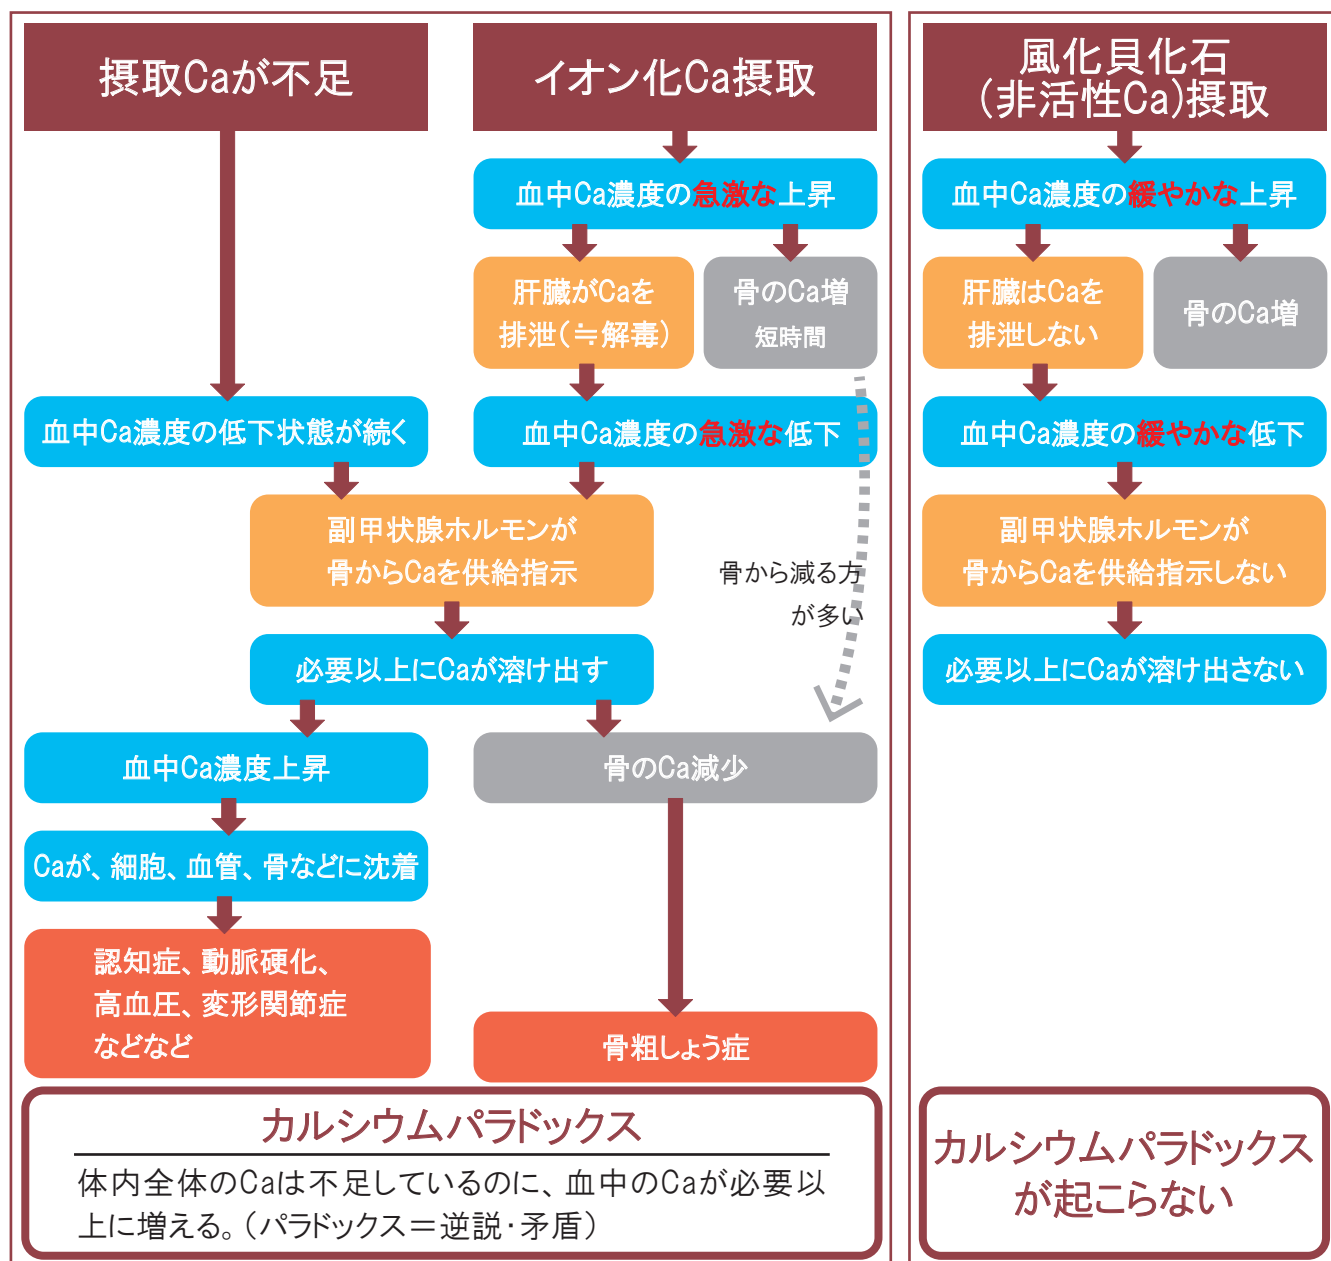 摂取Caが不足
血中Ca濃度の低下状態が続く
イオン化Ca摂取
血中Ca濃度の急激な上昇
肝臓がCaを
排泄(≒解毒)
骨のCa増
短時間
血中Ca濃度の急激な低下
副甲状腺ホルモンが
骨からCaを供給指示
骨から減る方
が多い
必要以上にCaが溶け出す
血中Ca濃度上昇
骨のCa減少
Caが、細胞、血管、骨などに沈着
認知症、動脈硬化、
高血圧、変形関節症
などなど
骨粗しょう症
カルシウムパラドックス
体内全体のCaは不足しているのに、血中のCaが必要以
上に増える。(パラドックス=逆説・矛盾)
風化貝化石
(非活性Ca)摂取
血中Ca濃度の緩やかな上昇
肝臓はCaを
排泄しない
骨のCa増
血中Ca濃度の緩やかな低下
副甲状腺ホルモンが
骨からCaを供給指示しない
必要以上にCaが溶け出さない
カルシウムパラドックス
が起こらない